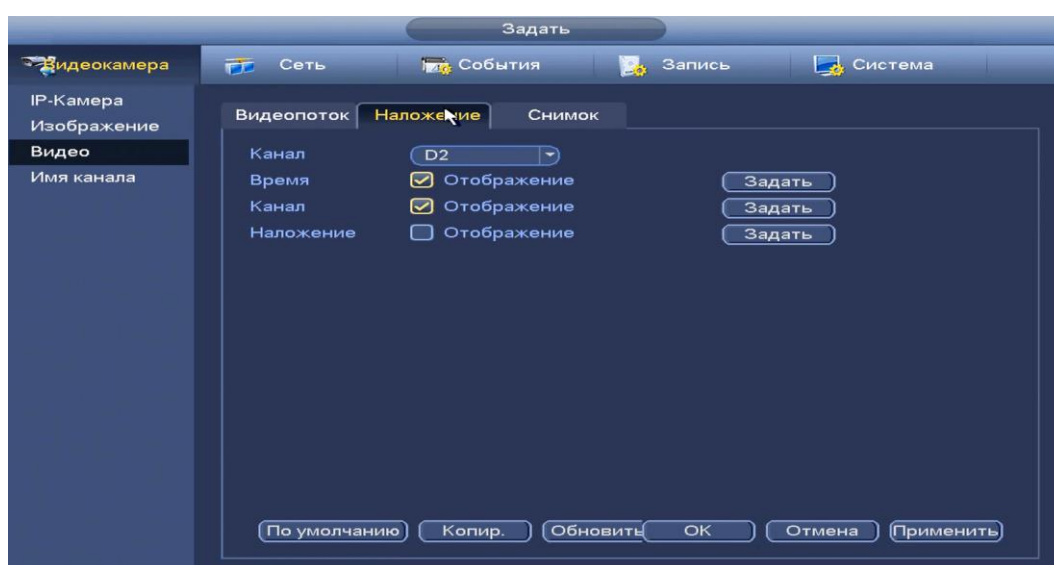 Задать
Видеокамера Сеть События Запись Система
IP-Камера
Изображение
Видео
Имя канала
Видеопоток Наложение Снимок
Канал D2
Время Отображение Задать
Канал Отображение Задать
Наложение Отображение Задать
По умолчанию Копир. Обновить OK Отмена Применить